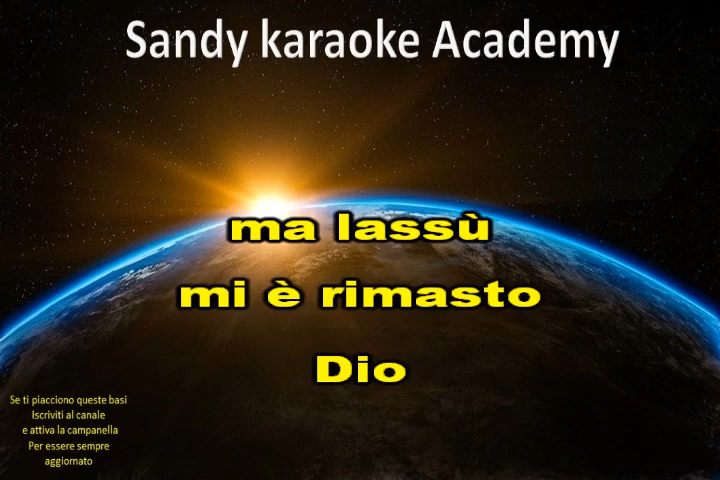 Sandy karaoke Academy
ma lassù
mi è rimasto
Dio
Se ti piacciono queste basi
Iscriviti al canale
e attiva la campanella
Per essere sempre
aggiornato